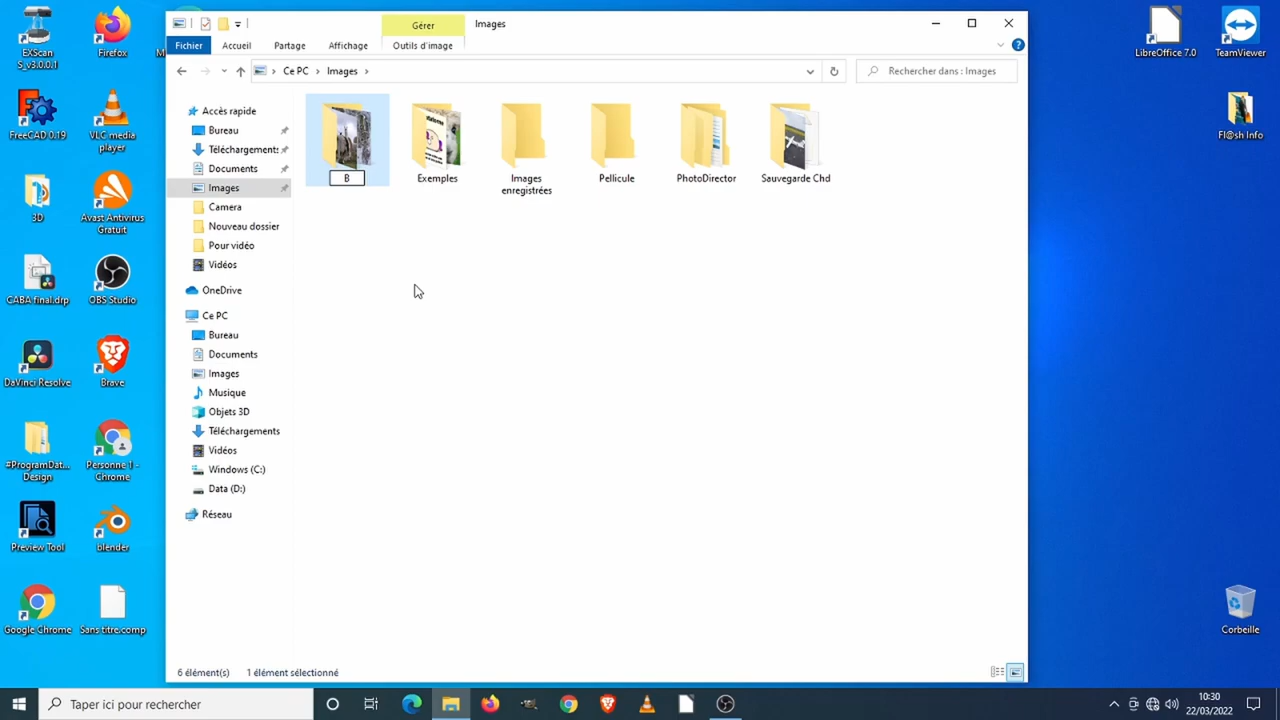 EXScan
S_v3.0.0.1
Firefox
M
FreeCAD 0.19
VLC media
player
3D
Avast Antivirus
Gratuit
CABA final.drp
OBS Studio
DaVinci Resolve
Brave
#ProgramDat...
Design
Personne 1 -
Chrome
Preview Tool
blender
Google Chrome
Sans titre.comp
Gérer
Images
Fichier
Accueil
Partage
Affichage
Outils d'image
Ce PC
Images
Rechercher dans : Images
Accès rapide
Bureau
Téléchargement:
Documents
Images
Camera
Nouveau dossier
Pour vidéo
Vidéos
OneDrive
Ce PC
Bureau
Documents
Images
Musique
Objets 3D
Téléchargements
Vidéos
Windows (C:)
Data (D:)
Réseau
B
Exemples
Images
enregistrées
Pellicule
PhotoDirector
Sauvegarde Chd
6 élément(s)
1 élément sélectionné
LibreOffice 7.0
TeamViewer
Fl@sh Info
Corbeille
Taper ici pour rechercher
10:30
22/03/2022